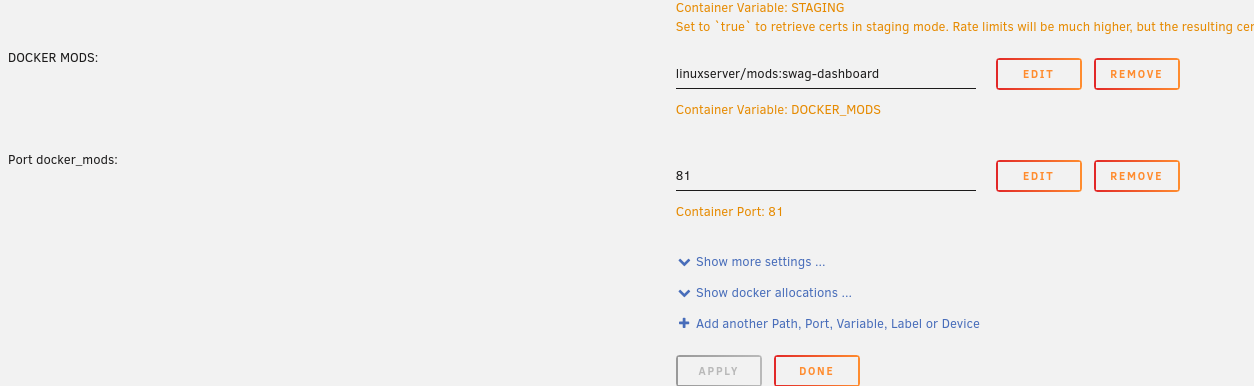 Container Variable: STAGING
Set to `true` to retrieve certs in staging mode. Rate limits will be much higher, but the resulting cer
DOCKER MODS:
linuxserver/mods:swag-dashboard
EDIT
REMOVE
Container Variable: DOCKER_MODS
Port docker_mods:
81
EDIT
REMOVE
Container Port: 81
Show more settings ...
Show docker allocations ...
Add another Path, Port, Variable, Label or Device
APPLY
DONE